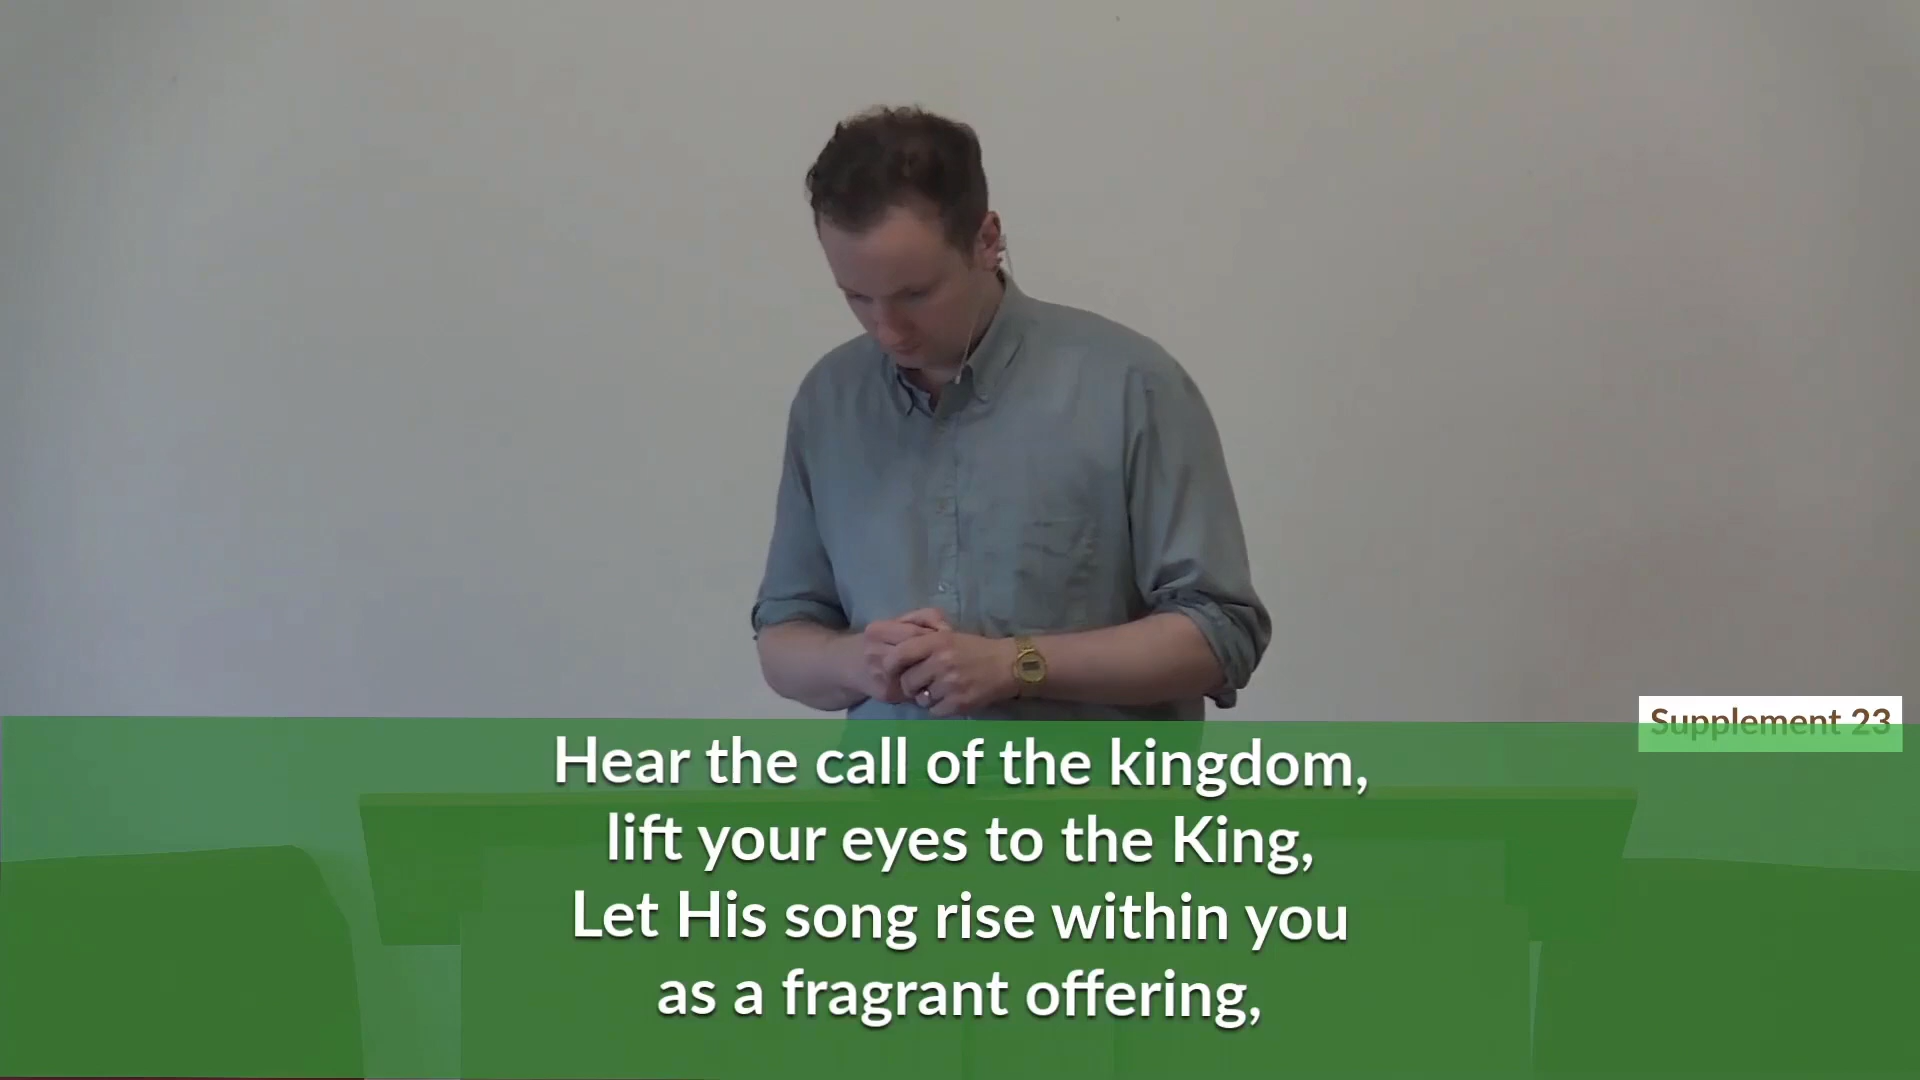 Supplement 23
Hear the call of the kingdom,
lift your eyes to the King,
Let His song rise within you
as a fragrant offering,